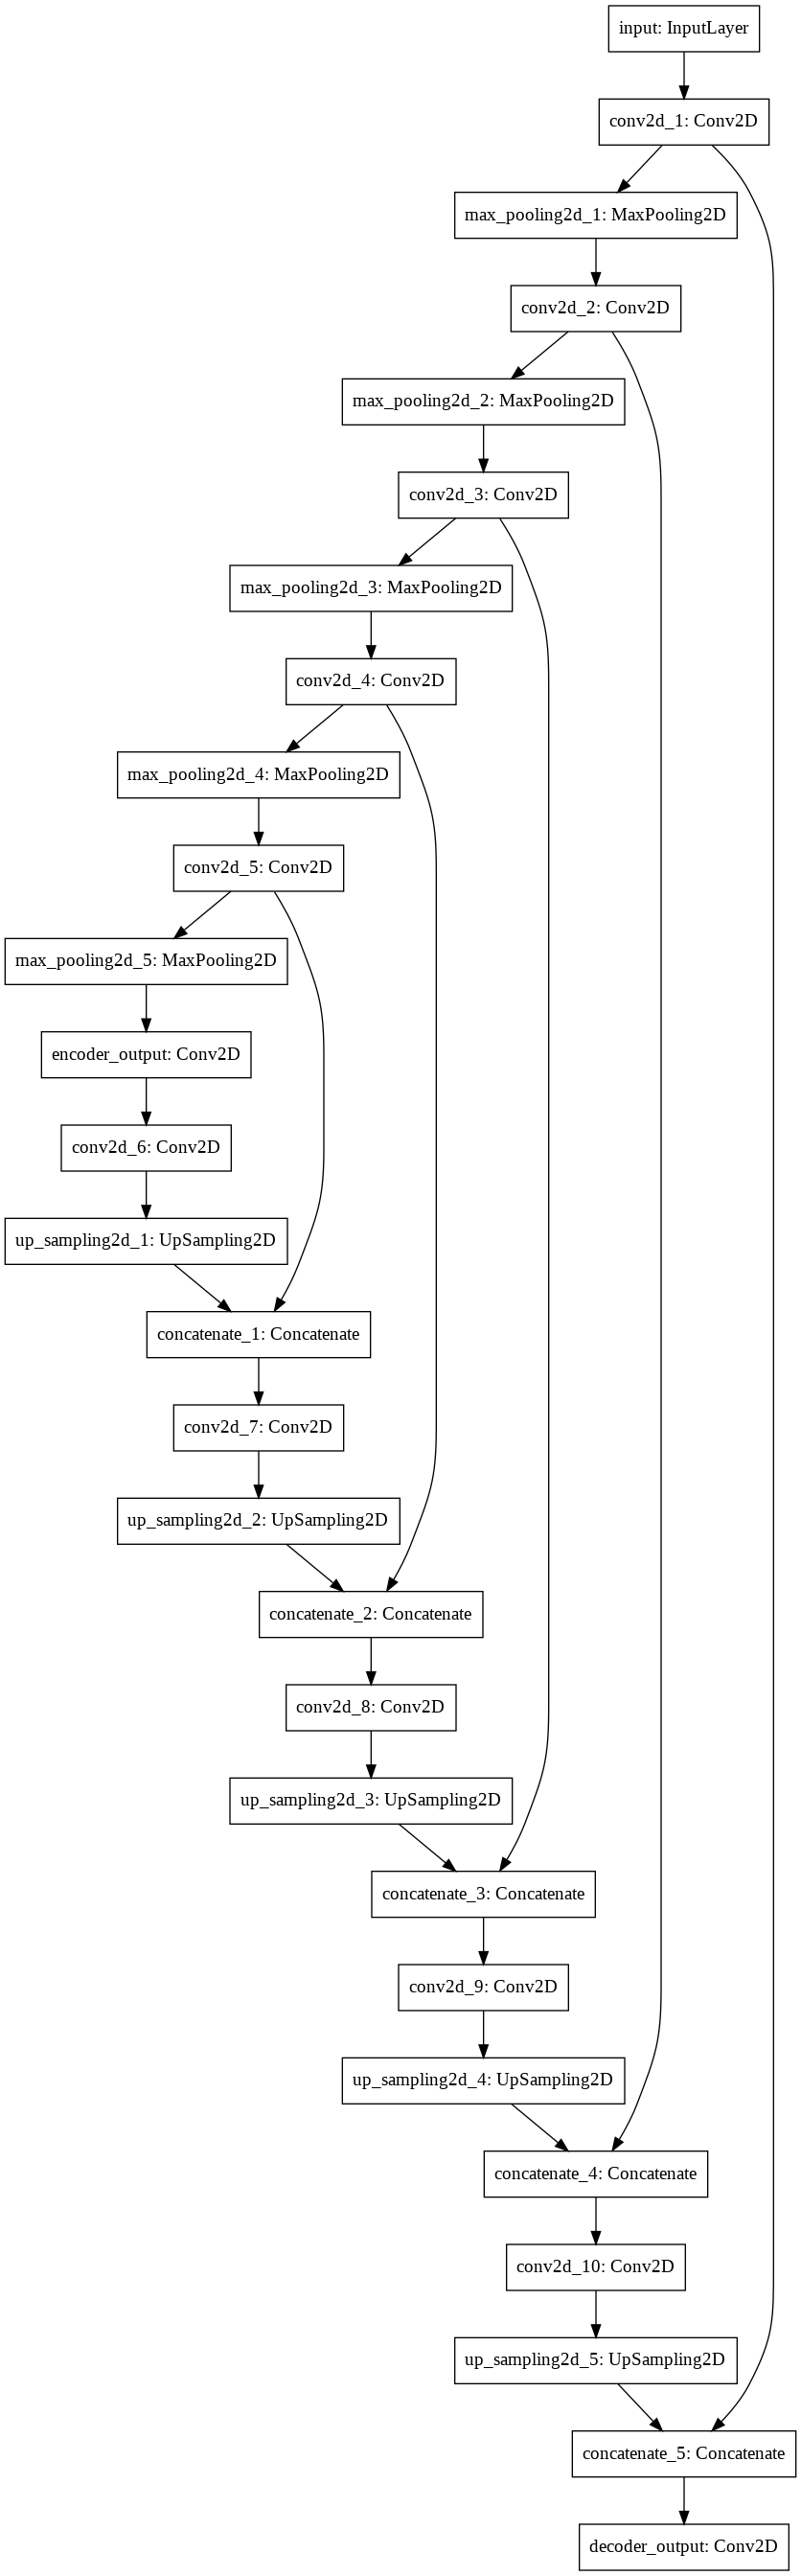 input: InputLayer
conv2d_1: Conv2D
max_pooling2d_1: MaxPooling2D
conv2d_2: Conv2D
max_pooling2d_2: MaxPooling2D
conv2d_3: Conv2D
max_pooling2d_3: MaxPooling2D
conv2d_4: Conv2D
max_pooling2d_4: MaxPooling2D
conv2d_5: Conv2D
max_pooling2d_5: MaxPooling2D
encoder_output: Conv2D
conv2d_6: Conv2D
up_sampling2d_1: UpSampling2D
concatenate_1: Concatenate
conv2d_7: Conv2D
up_sampling2d_2: UpSampling2D
concatenate_2: Concatenate
conv2d_8: Conv2D
up_sampling2d_3: UpSampling2D
concatenate_3: Concatenate
conv2d_9: Conv2D
up_sampling2d_4: UpSampling2D
concatenate_4: Concatenate
conv2d_10: Conv2D
up_sampling2d_5: UpSampling2D
concatenate_5: Concatenate
decoder_output: Conv2D